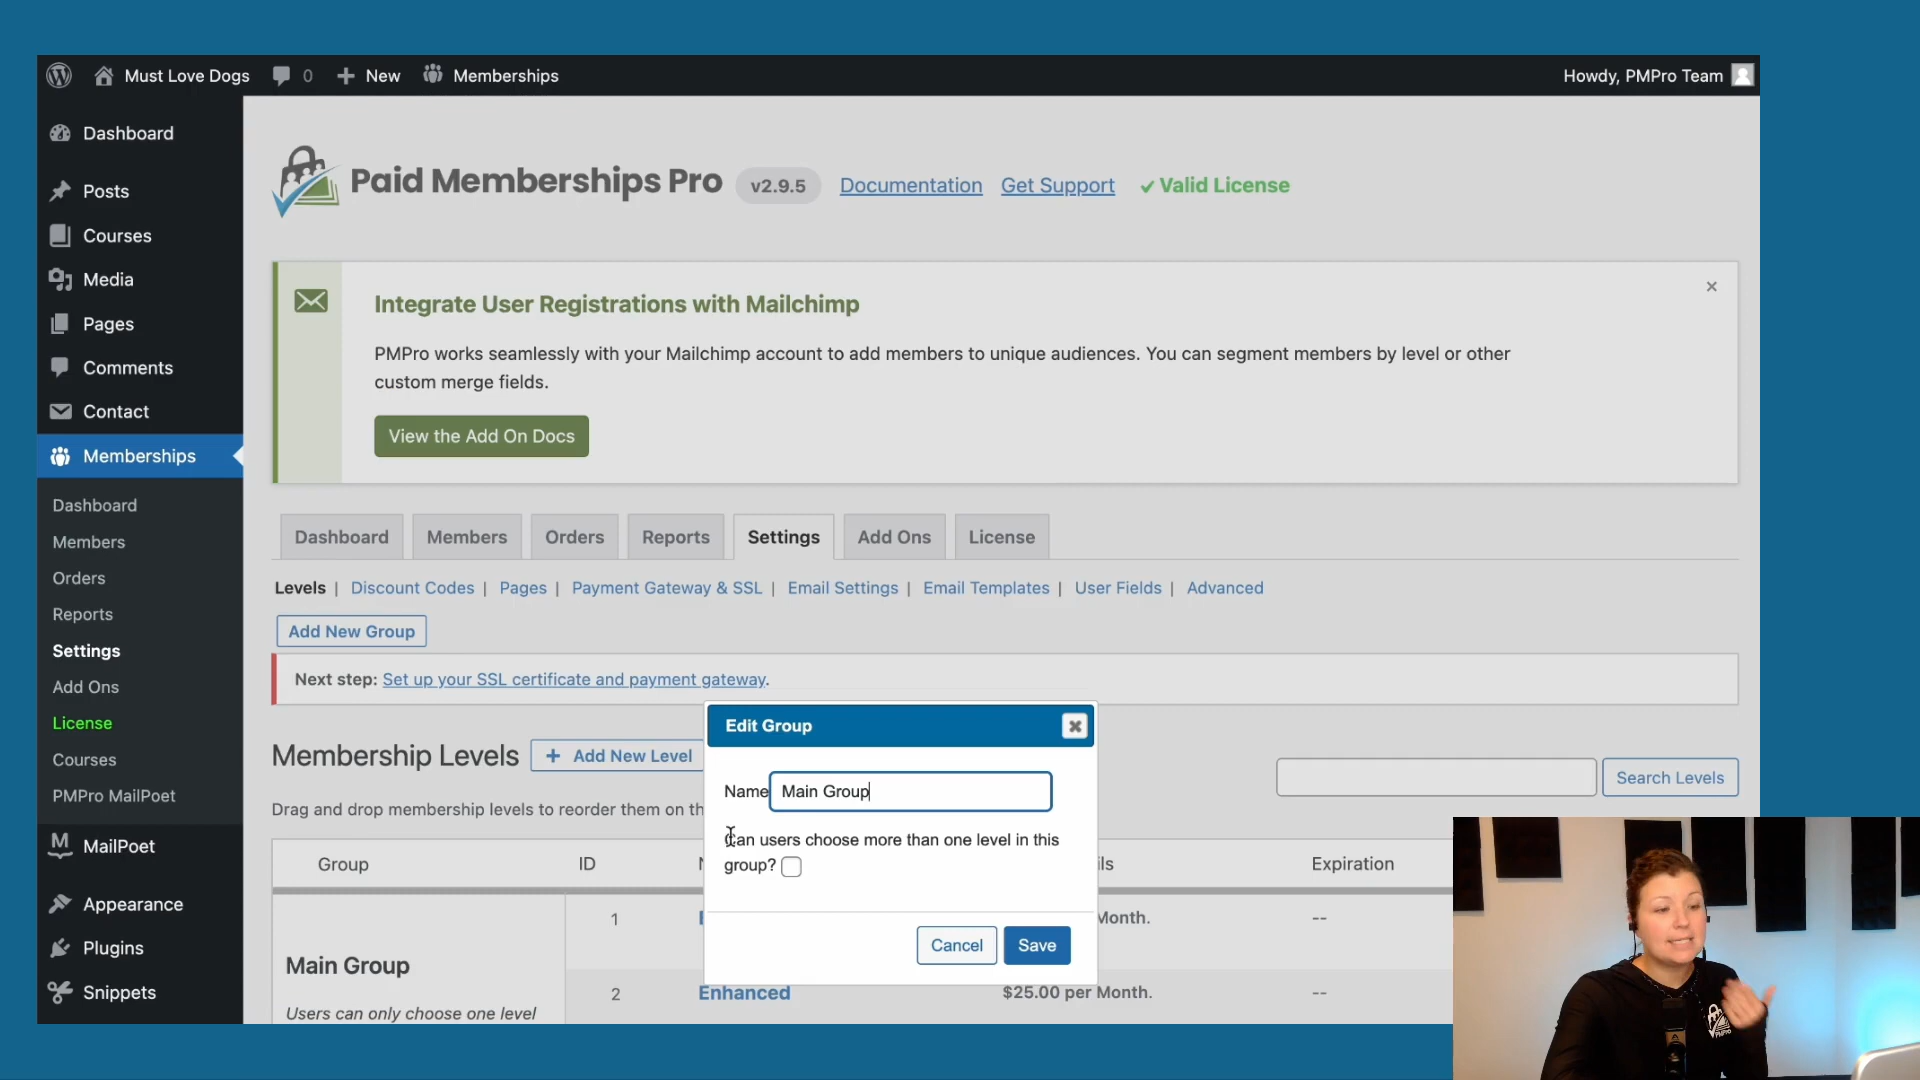 Must Love Dogs 0 New Memberships Howdy, PMPro Team
Dashboard
Posts
Courses
Media
Pages
Comments
Contact
Memberships
Dashboard
Members
Orders
Reports
Settings
Add Ons
License
Courses
PMPro MailPoet
MailPoet
Appearance
Plugins
Snippets
Paid Memberships Pro v2.9.5 Documentation Get Support Valid License
Integrate User Registrations with Mailchimp
PMPro works seamlessly with your Mailchimp account to add members to unique audiences. You can segment members by level or other
custom merge fields.
View the Add On Docs
Dashboard Members Orders Reports Settings Add Ons License
Levels | Discount Codes | Pages | Payment Gateway & SSL | Email Settings | Email Templates | User Fields | Advanced
Add New Group
Next step: Set up your SSL certificate and payment gateway.
Membership Levels + Add New Level
Search Levels
Drag and drop membership levels to reorder them on th
Group ID ils Expiration
1 Month. --
Main Group
Users can only choose one level
2 Enhanced $25.00 per Month. --
Edit Group
Name Main Group
Can users choose more than one level in this
group?
Cancel Save
PMPro